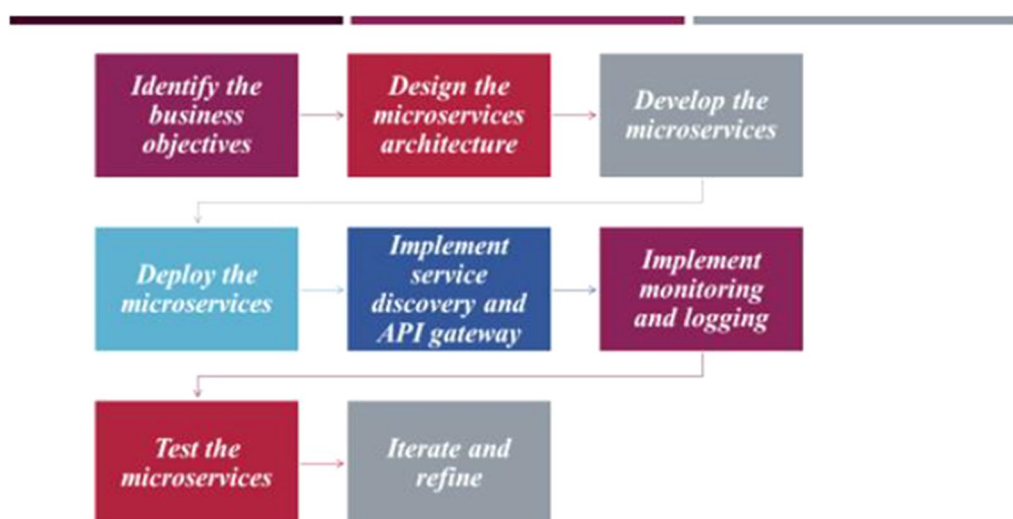 Identify the
business
objectives
Design the
microservices
architecture
Develop the
microservices
Deploy the
microservices
Implement
service
discovery and
API gateway
Implement
monitoring
and logging
Test the
microservices
Iterate and
refine